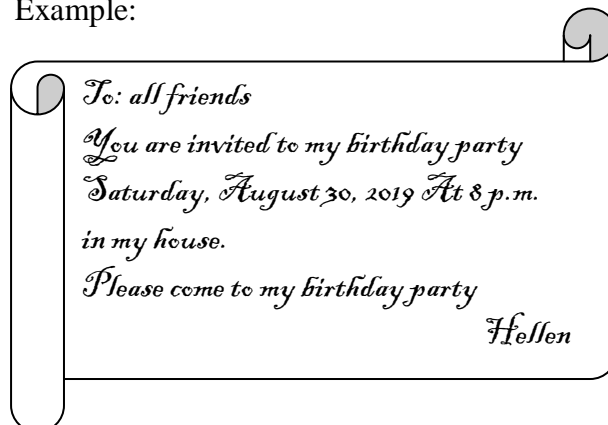 Example:
To: all friends
You are invited to my birthday party
Saturday, August 30, 2019 At 8 p.m.
in my house.
Please come to my birthday party
Hellen